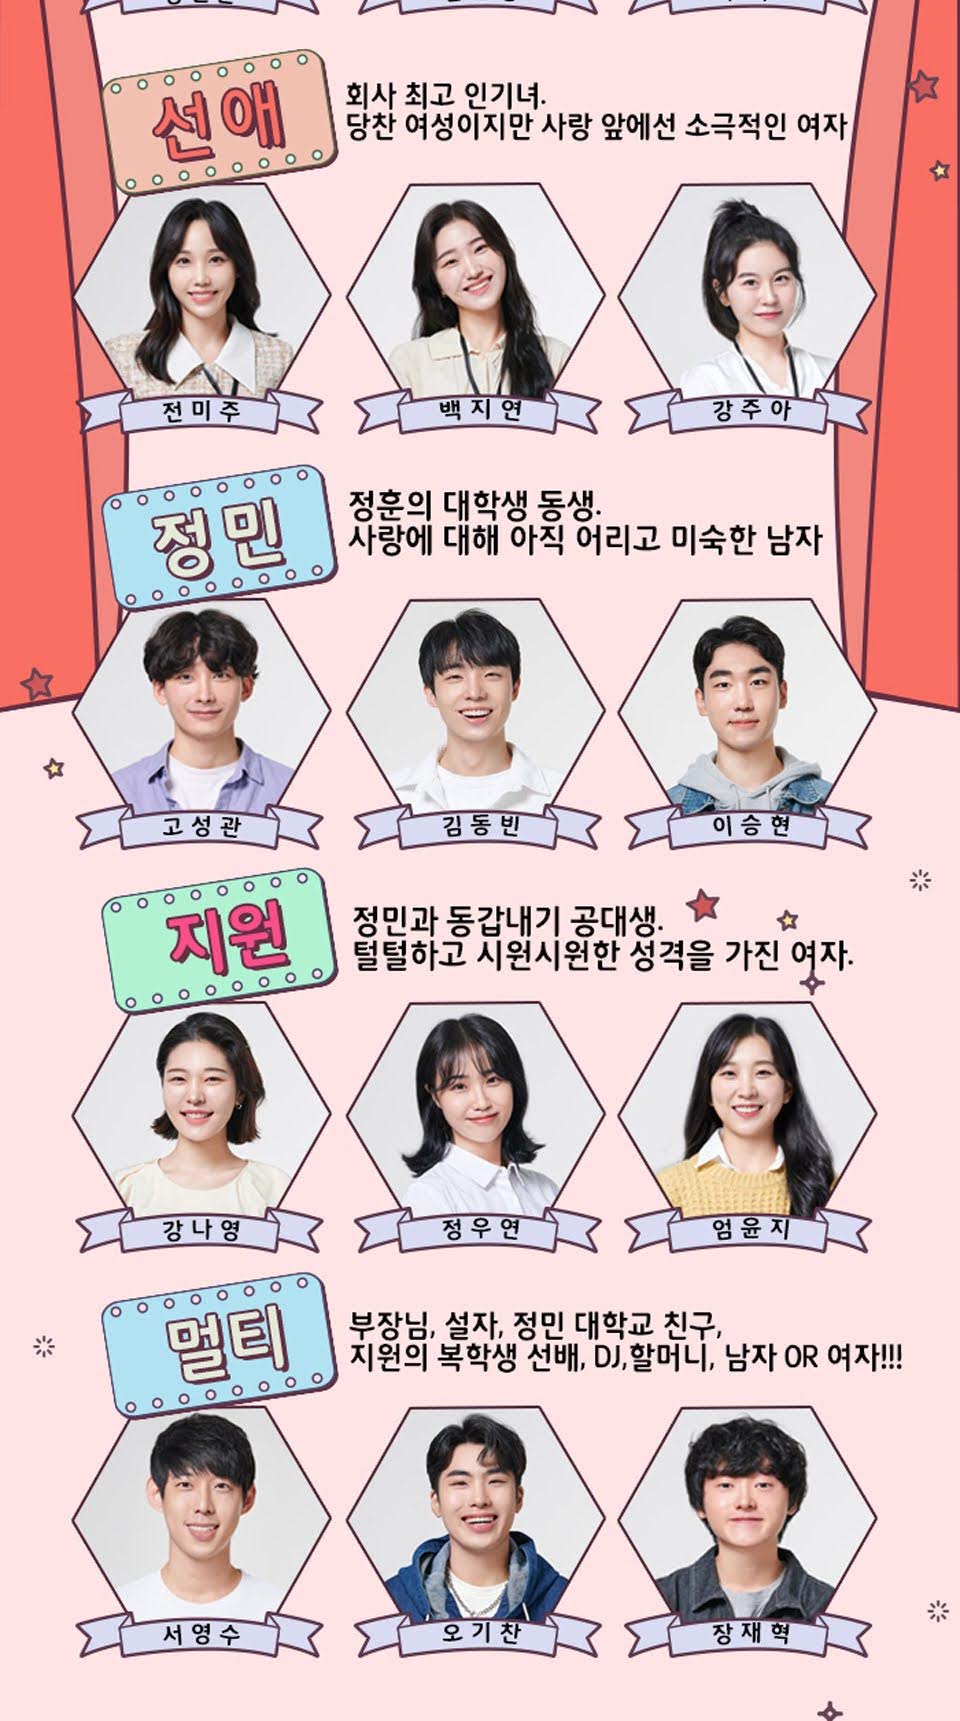 선애
회사 최고 인기녀.
당찬 여성이지만 사랑 앞에선 소극적인 여자
전미주
백지연
강주아
정민
정훈의 대학생 동생.
사랑에 대해 아직 어리고 미숙한 남자
고성관
김동빈
이승현
지원
정민과 동갑내기 공대생.
털털하고 시원시원한 성격을 가진 여자.
강나영
정우연
엄윤지
멀티
부장님, 설자, 정민 대학교 친구,
지원의 복학생 선배, DJ,할머니, 남자 OR 여자!!!
서영수
오기찬
장재혁